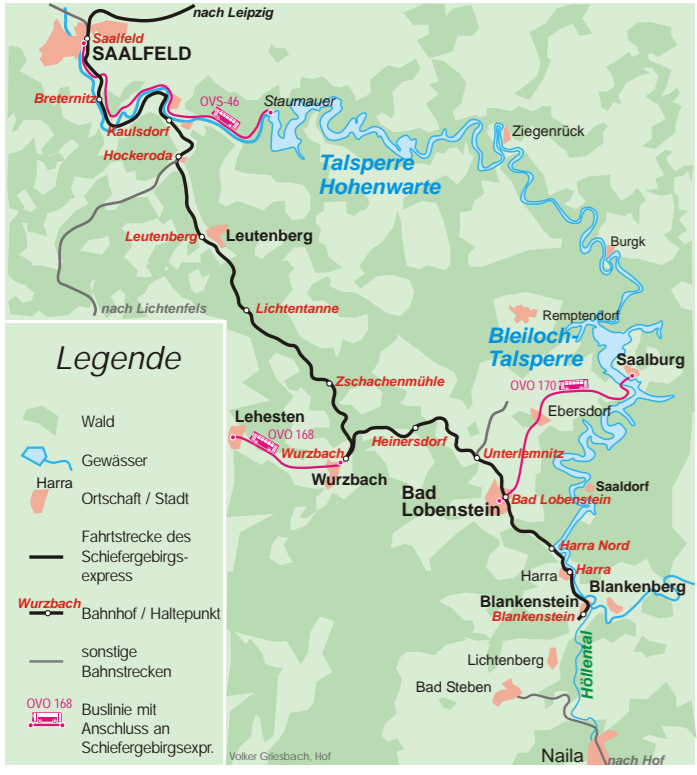 nach Leipzig
Saalfeld
SAALFELD
Breternitz
OVS-46
Staumauer
Kaulsdorf
Ziegenrück
Hockeroda
Talsperre
Hohenwarte
Leutenberg
Leutenberg
Burgk
nach Lichtenfels
Lichtentanne
Remptendorf
Bleiloch-
Talsperre
Saalburg
Zschachenmühle
OVO 170
Ebersdorf
Lehesten
OVO 168
Heinersdorf
Wurzbach
Wurzbach
Unterlemnitz
Bad
Lobenstein
Bad Lobenstein
Saaldorf
Harra Nord
Harra
Harra
Blankenberg
Blankenstein
Blankenstein
Lichtenberg
Höllental
Bad Steben
Naila
nach Hof
Volker Griesbach, Hof
Legende
Wald
Gewässer
Harra
Ortschaft / Stadt
Fahrtstrecke des
Schiefergebirgs-
express
Wurzbach
Bahnhof / Haltepunkt
sonstige
Bahnstrecken
OVO 168
Buslinie mit
Anschluss an
Schiefergebirgsexpr.